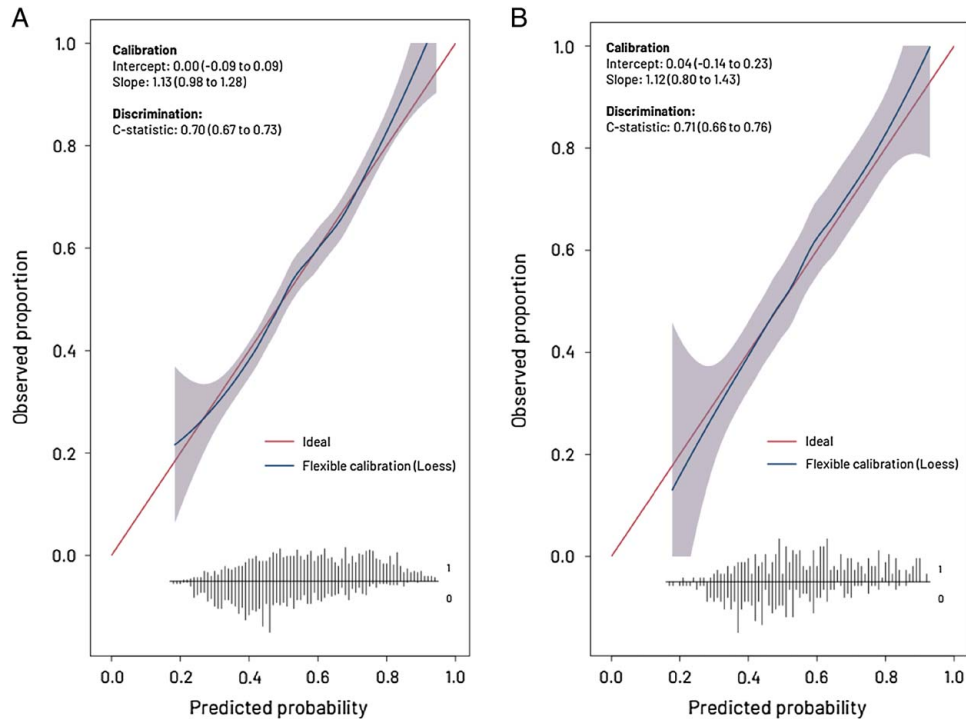 A
Calibration
Intercept: 0.00 (-0.09 to 0.09)
Slope: 1.13 (0.98 to 1.28)
Discrimination:
C-statistic: 0.70 (0.67 to 0.73)
Observed proportion
1.0
0.8
0.6
0.4
0.2
0.0
Ideal
Flexible calibration (Loess)
1
0
0.0 0.2 0.4 0.6 0.8 1.0
Predicted probability
B
Calibration
Intercept: 0.04 (-0.14 to 0.23)
Slope: 1.12 (0.80 to 1.43)
Discrimination:
C-statistic: 0.71 (0.66 to 0.76)
Observed proportion
1.0
0.8
0.6
0.4
0.2
0.0
Ideal
Flexible calibration (Loess)
1
0
0.0 0.2 0.4 0.6 0.8 1.0
Predicted probability